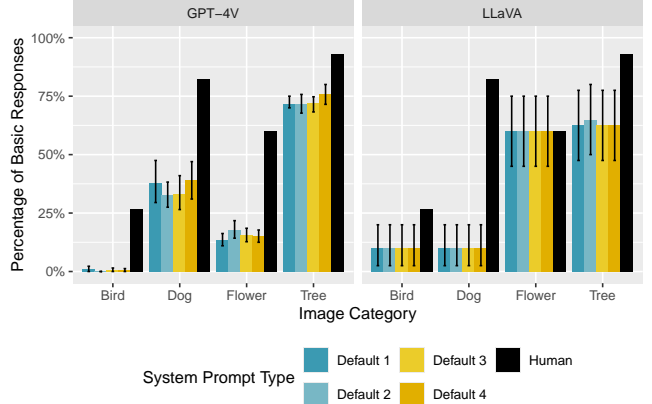 GPT−4V LLaVA
Percentage of Basic Responses
100%
75%
50%
25%
0%
Bird Dog Flower Tree Bird Dog Flower Tree
Image Category
System Prompt Type
Default 1 Default 3 Human
Default 2 Default 4